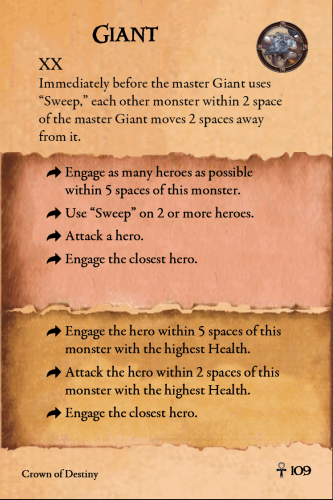 GIANT
XX
Immediately before the master Giant uses
“Sweep,” each other monster within 2 space
of the master Giant moves 2 spaces away
from it.
Engage as many heroes as possible
within 5 spaces of this monster.
Use “Sweep” on 2 or more heroes.
Attack a hero.
Engage the closest hero.
Engage the hero within 5 spaces of this
monster with the highest Health.
Attack the hero within 2 spaces of this
monster with the highest Health.
Engage the closest hero.
Crown of Destiny
109